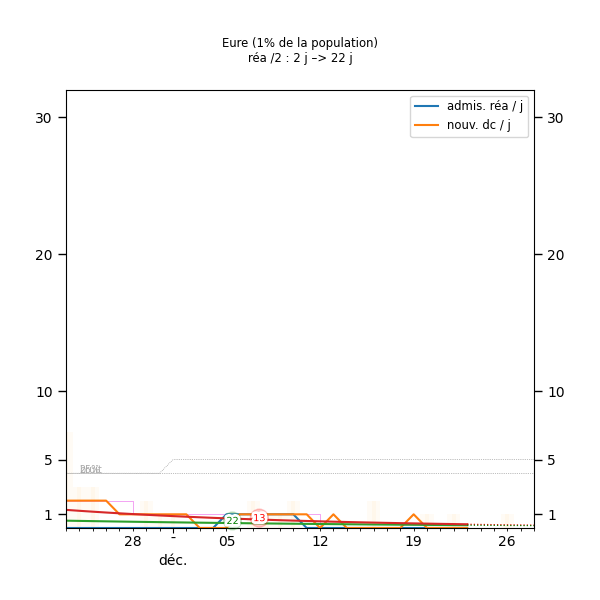 Eure (1% de la population)
réa /2 : 2 j –> 22 j
admis. réa / j
nouv. dc / j
30 30
20 20
10 10
5 5
25%
1 1
22 13
28 - 05 12 19 26
déc.